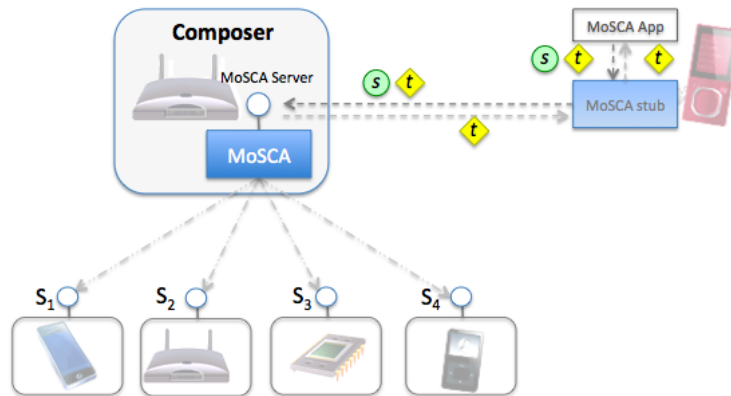 Composer
MoSCA App
MoSCA Server
s t
t
s t
MoSCA stub
t
MoSCA
S1
S2
S3
S4